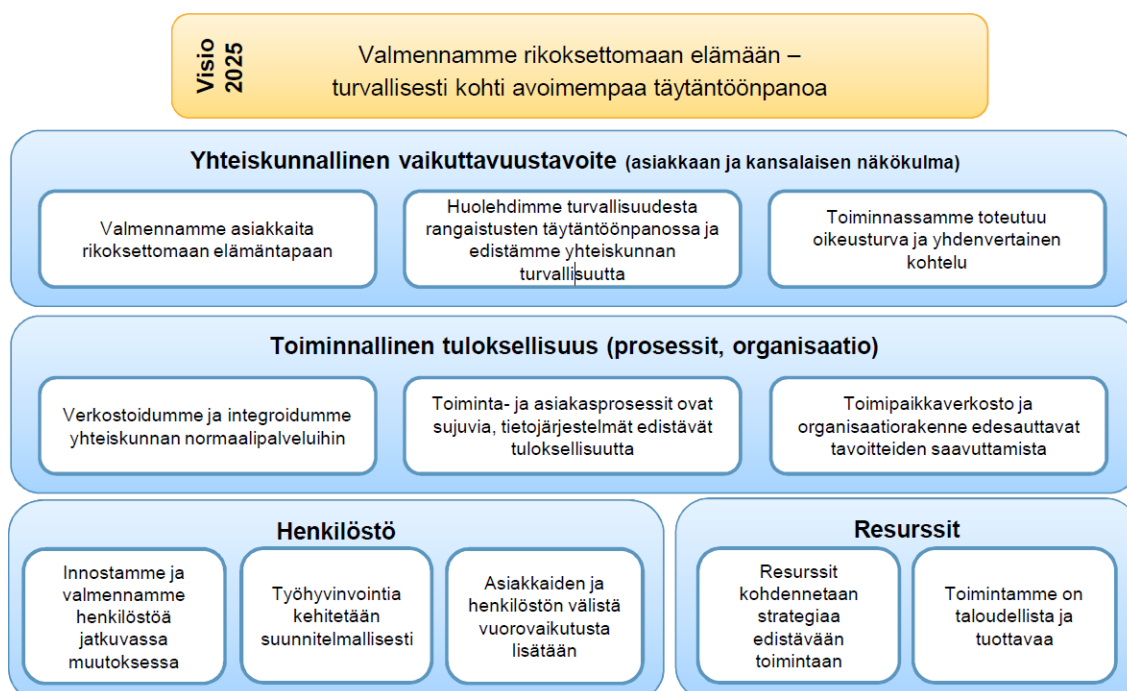 Visio
2025
Valmennamme rikoksettomaan elämään –
turvallisesti kohti avoimempaa täytäntöönpanoa
Yhteiskunnallinen vaikuttavuustavoite (asiakkaan ja kansalaisen näkökulma)
Valmennamme asiakkaita
rikoksettomaan elämäntapaan
Huolehdimme turvallisuudesta
rangaistusten täytäntöönpanossa ja
edistämme yhteiskunnan
turvallisuutta
Toiminnassamme toteutuu
oikeusturva ja yhdenvertainen
kohtelu
Toiminnallinen tuloksellisuus (prosessit, organisaatio)
Verkostoidumme ja integroidumme
yhteiskunnan normaalipalveluihin
Toiminta- ja asiakasprosessit ovat
sujuvia, tietojärjestelmät edistävät
tuloksellisuutta
Toimipaikkaverkosto ja
organisaatiorakenne edesauttavat
tavoitteiden saavuttamista
Henkilöstö
Innostamme ja
valmennamme
henkilöstöä
jatkuvassa
muutoksessa
Työhyvinvointia
kehitetään
suunnitelmallisesti
Asiakkaiden ja
henkilöstön välistä
vuorovaikutusta
lisätään
Resurssit
Resurssit
kohdennetaan
strategiaa
edistävään
toimintaan
Toimintamme on
taloudellista ja
tuottavaa